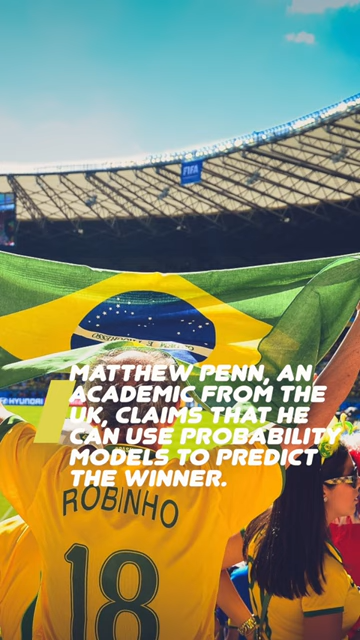 FIFA
MATTHEW PENN, AN
ACADEMIC FROM THE
UK, CLAIMS THAT HE
CAN USE PROBABILITY
MODELS TO PREDICT
THE WINNER.
HYUNDAI
ROBINHO
18